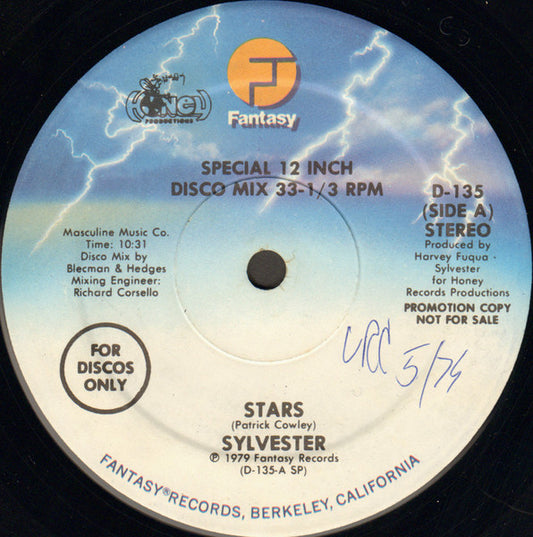 HONEY
PRODUCTIONS
Fantasy
SPECIAL 12 INCH
DISCO MIX 33-1/3 RPM
D-135
(SIDE A)
STEREO
Masculine Music Co.
Time: 10:31
Disco Mix by
Blecman & Hedges
Mixing Engineer:
Richard Corsello
Produced by
Harvey Fuqua -
Sylvester
for Honey
Records Productions
PROMOTION COPY
NOT FOR SALE
FOR
DISCOS
ONLY
STARS
(Patrick Cowley)
SYLVESTER
℗ 1979 Fantasy Records
(D-135-A SP)
FANTASY® RECORDS, BERKELEY, CALIFORNIA